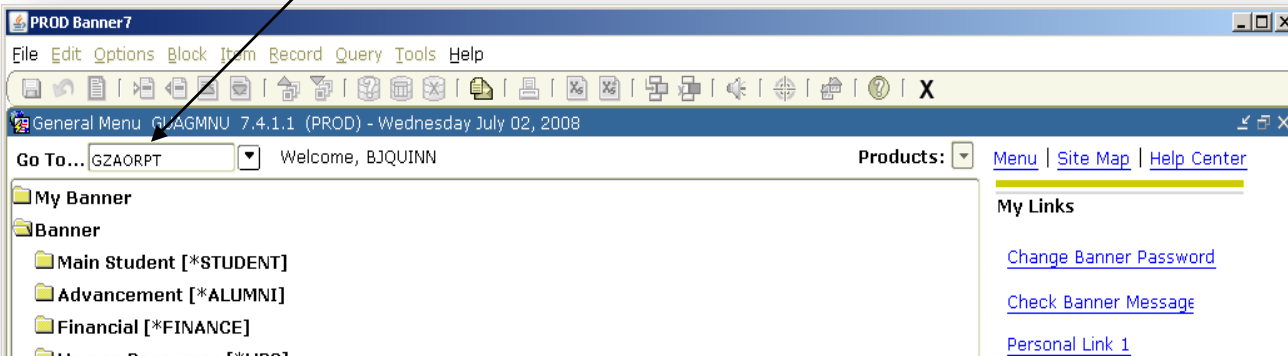 PROD Banner7
File Edit Options Block Item Record Query Tools Help
X
General Menu GUAGMNU 7.4.1.1 (PROD) - Wednesday July 02, 2008
Go To... GZAORPT Welcome, BJQUINN Products: Menu | Site Map | Help Center
My Banner
My Links
Banner
Main Student [*STUDENT]
Change Banner Password
Advancement [*ALUMNI]
Check Banner Message
Financial [*FINANCE]
Personal Link 1